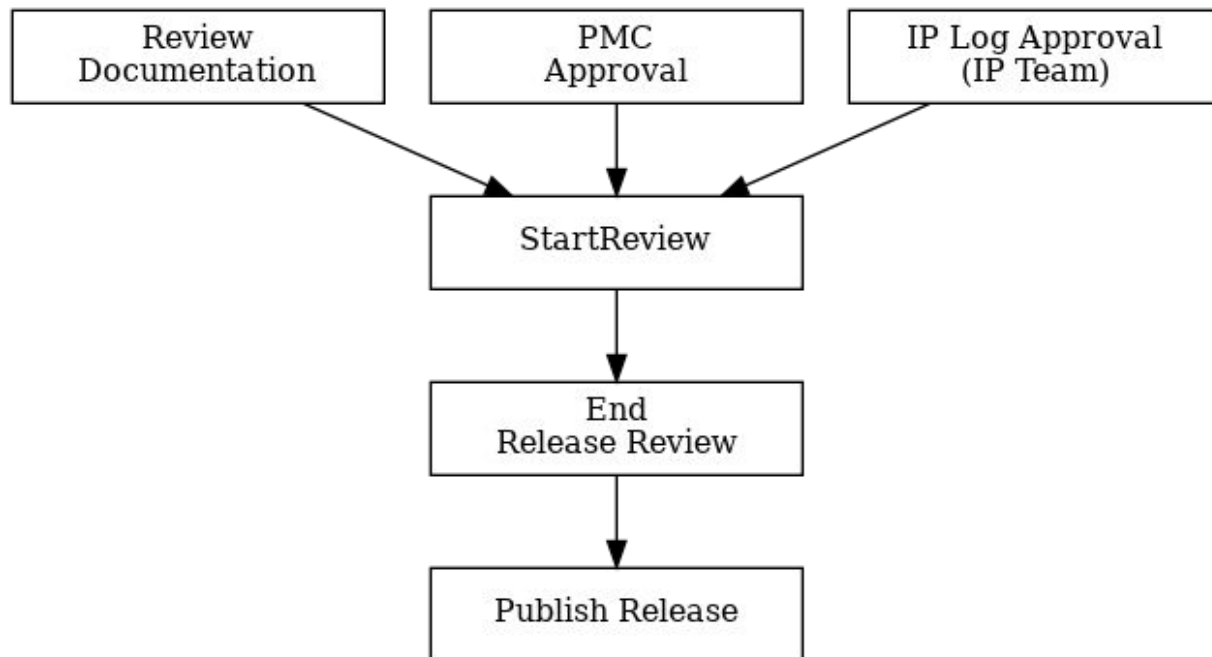 Review
Documentation
PMC
Approval
IP Log Approval
(IP Team)
StartReview
End
Release Review
Publish Release